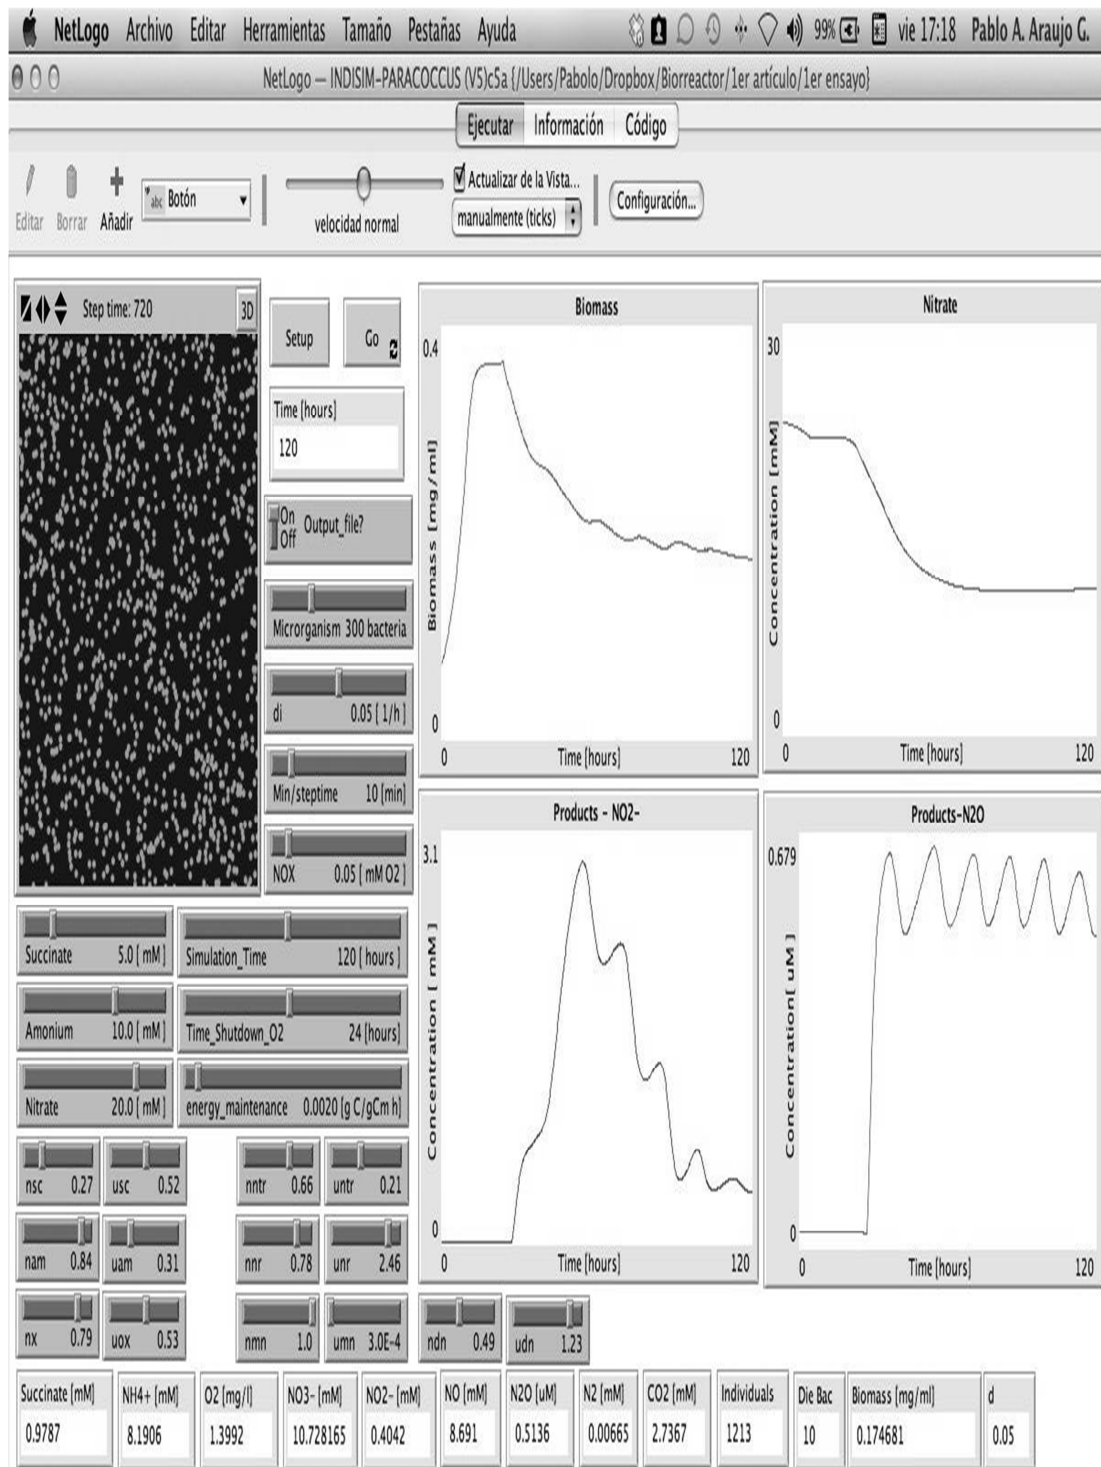 NetLogo Archivo Editar Herramientas Tamaño Pestañas Ayuda 99% vie 17:18 Pablo A. Araujo G.
NetLogo — INDISIM-PARACOCCUS (V5)c5a {/Users/Pabolo/Dropbox/Biorreactor/1er artículo/1er ensayo}
Ejecutar Información Código
Editar Borrar Añadir
abc Botón
velocidad normal
Actualizar de la Vista...
manualmente (ticks)
Configuración...
Step time: 720
3D
Setup
Go
Time [hours]
120
On
Off
Output_file?
Microrganism 300 bacteria
di 0.05 [ 1/h ]
Min/steptime 10 [min]
NOX 0.05 [ mM O2 ]
Succinate 5.0 [ mM ]
Simulation_Time 120 [ hours ]
Amonium 10.0 [ mM ]
Time_Shutdown_O2 24 [hours]
Nitrate 20.0 [ mM ]
energy_maintenance 0.0020 [g C/gCm h]
nsc 0.27
usc 0.52
nntr 0.66
untr 0.21
nam 0.84
uam 0.31
nnr 0.78
unr 2.46
nx 0.79
uox 0.53
nmn 1.0
umn 3.0E-4
ndn 0.49
udn 1.23
Biomass
0.4
Biomass [mg/ml]
0
0
Time [hours]
120
Nitrate
30
Concentration [mM]
0
0
Time [hours]
120
Products - NO2-
3.1
Concentration [ mM ]
0
0
Time [hours]
120
Products-N2O
0.679
Concentration[ uM ]
0
0
Time [hours]
120
Succinate [mM]
0.9787
NH4+ [mM]
8.1906
O2 [mg/l]
1.3992
NO3- [mM]
10.728165
NO2- [mM]
0.4042
NO [mM]
8.691
N2O [uM]
0.5136
N2 [mM]
0.00665
CO2 [mM]
2.7367
Individuals
1213
Die Bac
10
Biomass [mg/ml]
0.174681
d
0.05